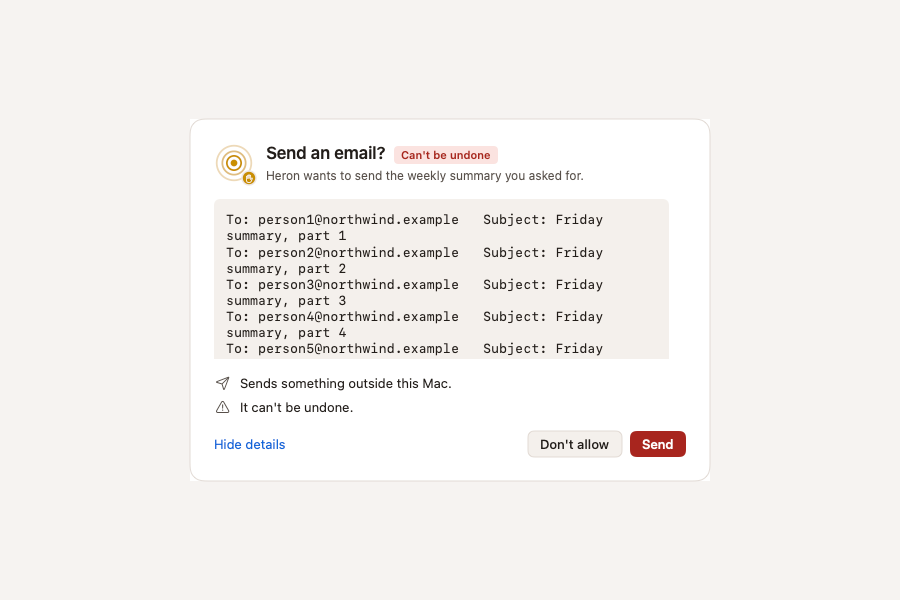 Send an email? Can't be undone
Heron wants to send the weekly summary you asked for.
To: person1@northwind.example   Subject: Friday
summary, part 1
To: person2@northwind.example   Subject: Friday
summary, part 2
To: person3@northwind.example   Subject: Friday
summary, part 3
To: person4@northwind.example   Subject: Friday
summary, part 4
To: person5@northwind.example   Subject: Friday
Sends something outside this Mac.
It can't be undone.
Hide details Don't allow Send